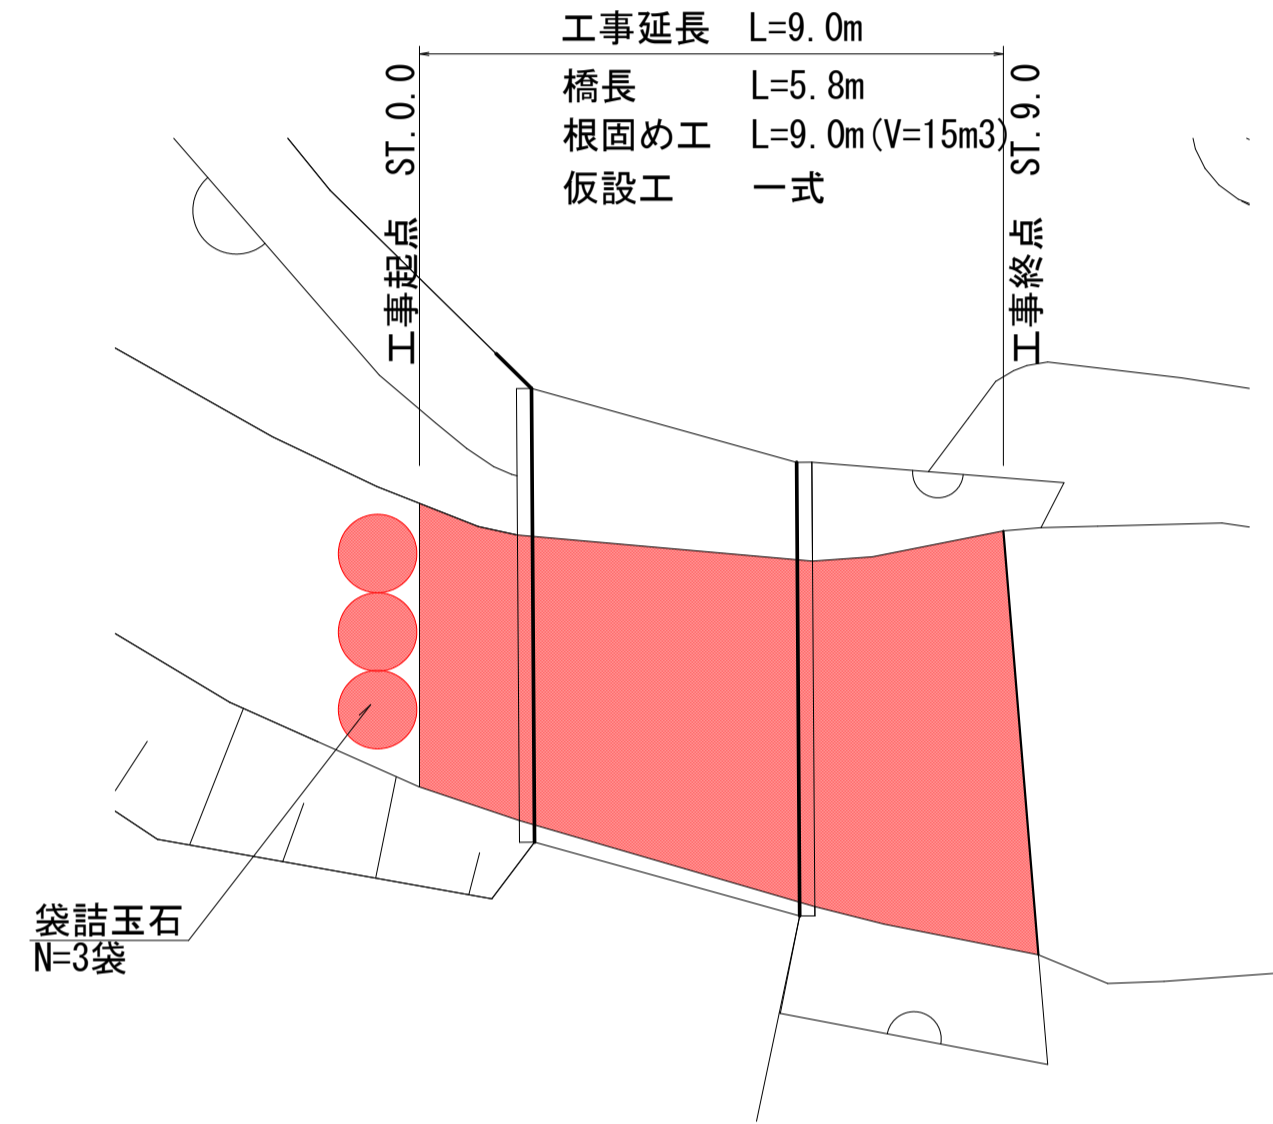 工事延長 L=9.0m
橋長 L=5.8m
根固め工 L=9.0m(V=15m3)
仮設工 一式
工事起点 ST.0.0
工事終点 ST.9.0
袋詰玉石
N=3袋